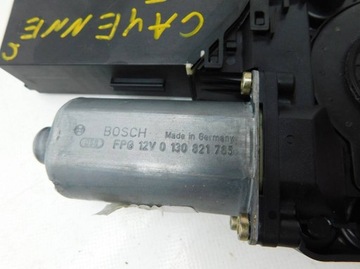 CAYENNE
BOSCH Made in Germany
FPG 12V 0 130 821 785